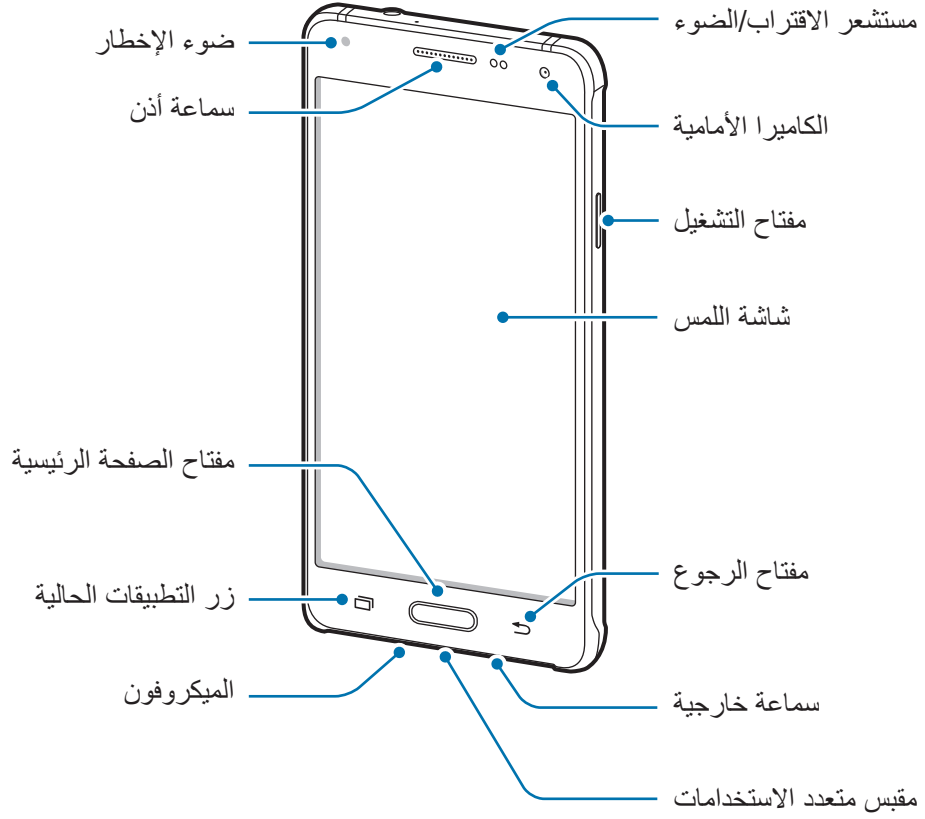 مستشعر الاقتراب/الضوء
ضوء الإخطار
سماعة أذن
الكاميرا الأمامية
مفتاح التشغيل
شاشة اللمس
مفتاح الصفحة الرئيسية
مفتاح الرجوع
زر التطبيقات الحالية
الميكروفون
سماعة خارجية
مقبس متعدد الاستخدامات